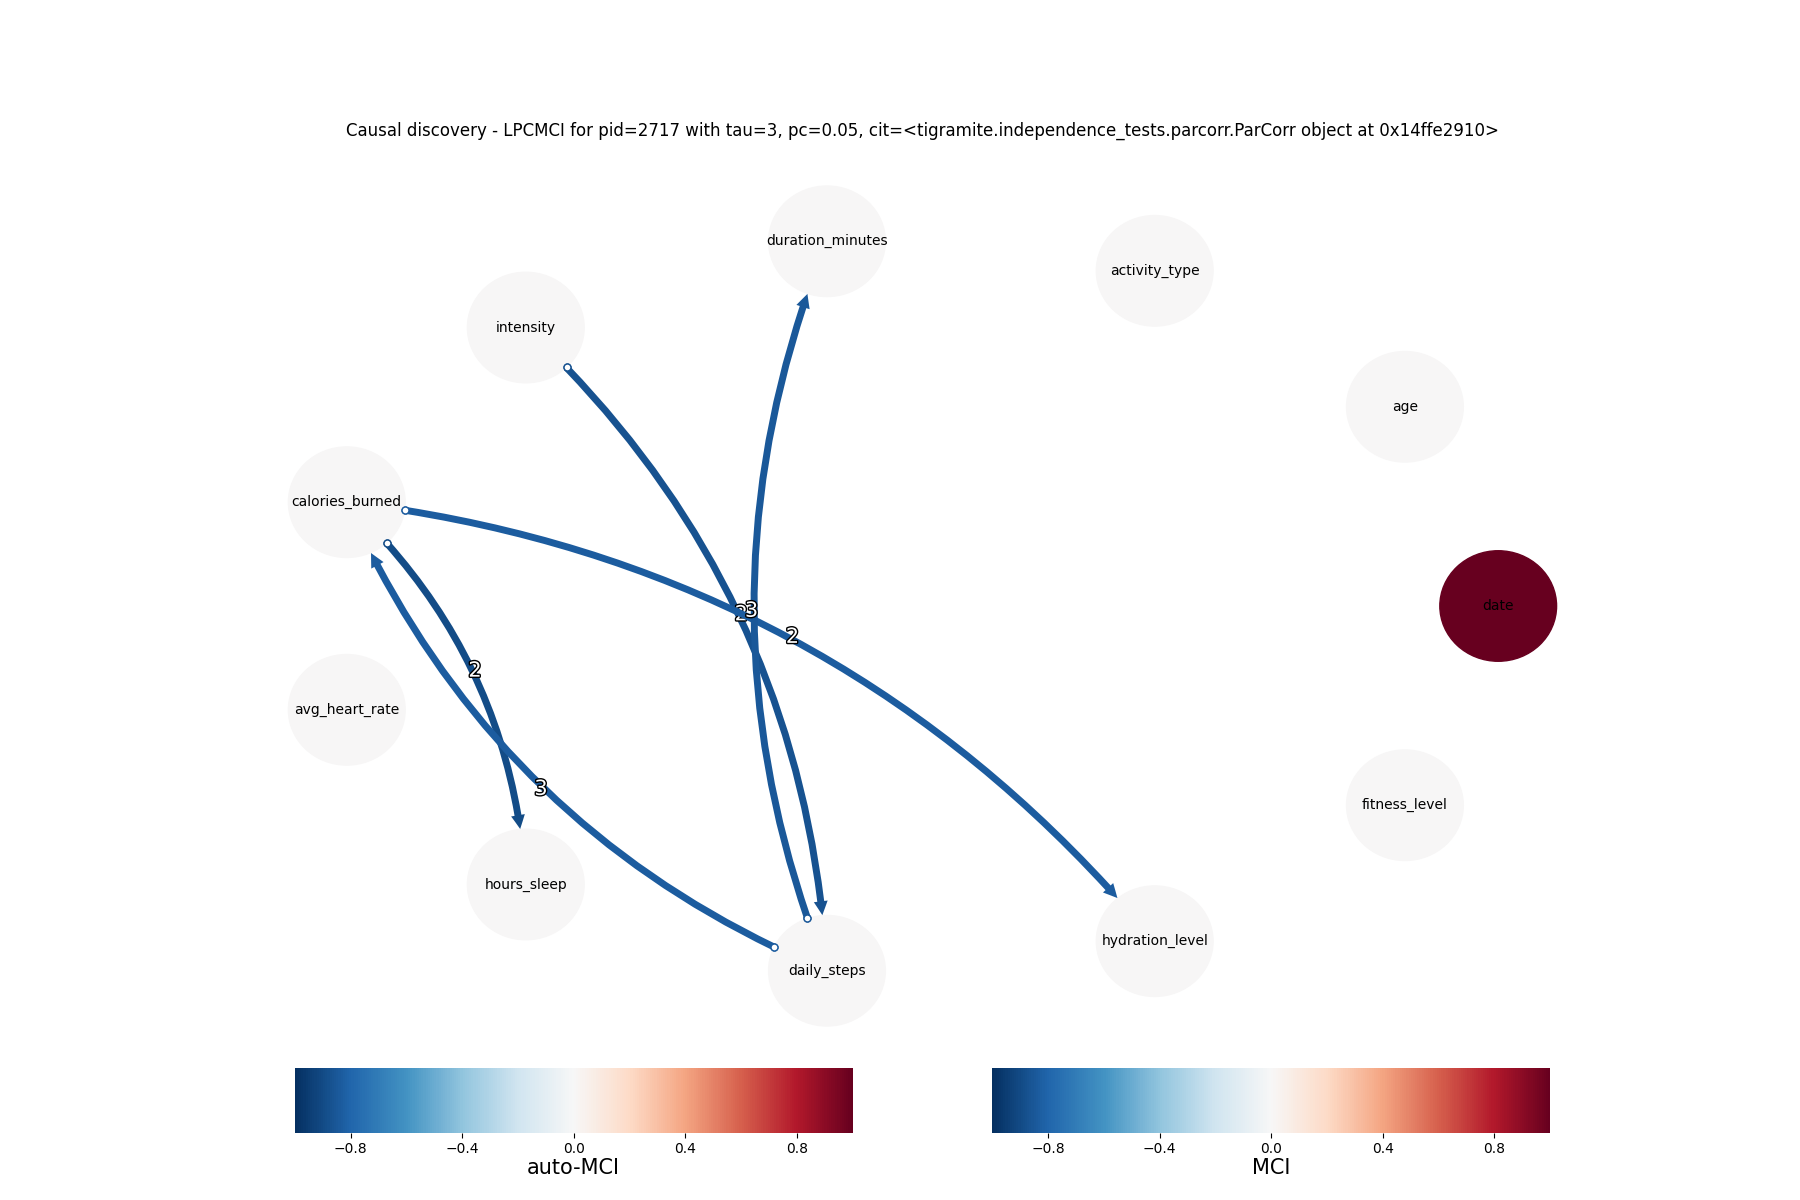 Causal discovery - LPCMCI for pid=2717 with tau=3, pc=0.05, cit=<tigramite.independence_tests.parcorr.ParCorr object at 0x14ffe2910>
duration_minutes
activity_type
intensity
age
calories_burned
date
2
3
2
2
avg_heart_rate
3
fitness_level
hours_sleep
hydration_level
daily_steps
−0.8 −0.4 0.0 0.4 0.8
auto-MCI
−0.8 −0.4 0.0 0.4 0.8
MCI